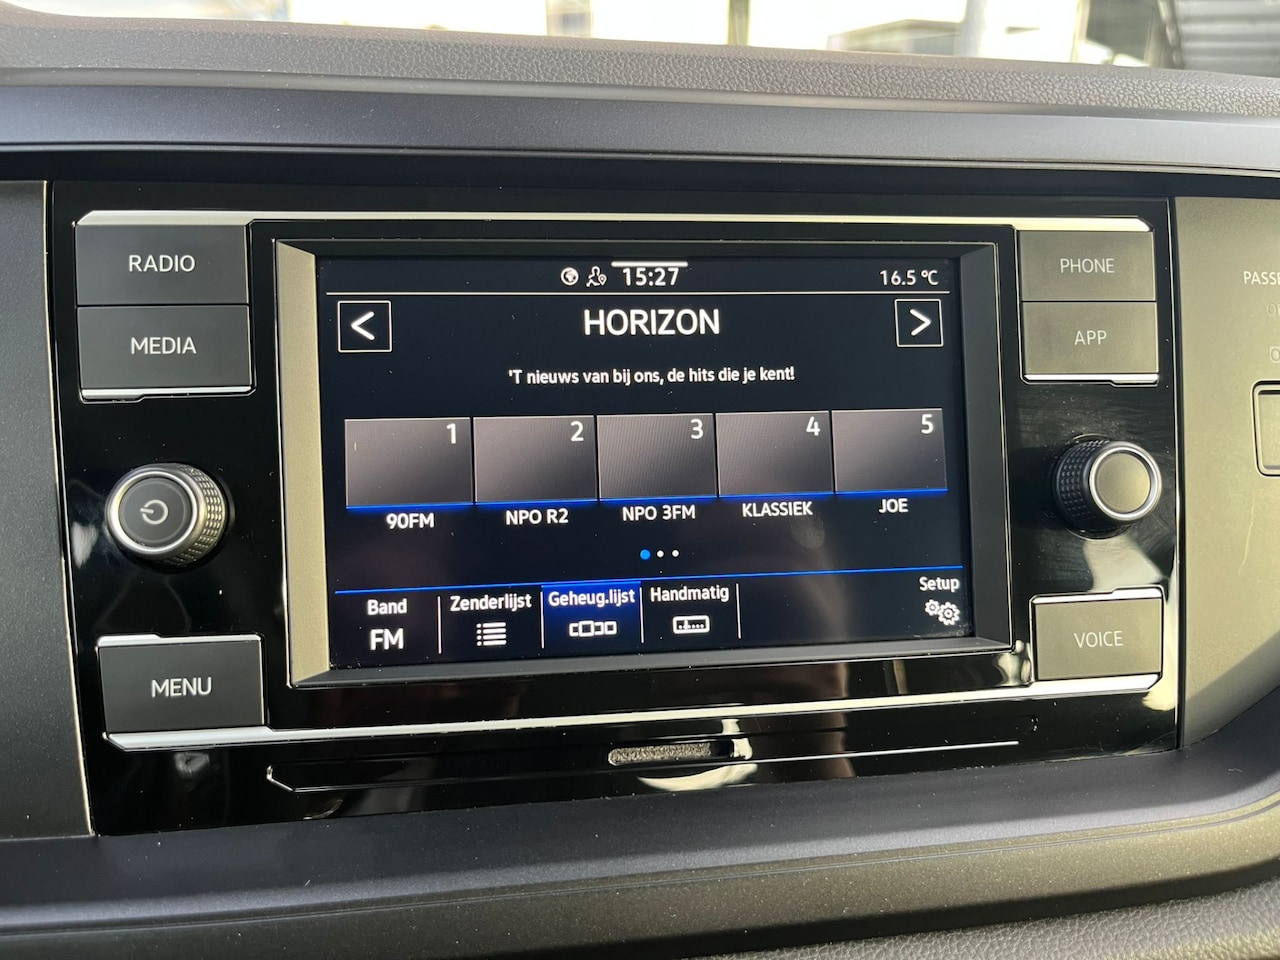 RADIO
MEDIA
MENU
15:27
16.5 °C
<
HORIZON
>
'T nieuws van bij ons, de hits die je kent!
1
2
3
4
5
90FM
NPO R2
NPO 3FM
KLASSIEK
JOE
Band
FM
Zenderlijst
Geheug.lijst
Handmatig
Setup
PHONE
APP
VOICE